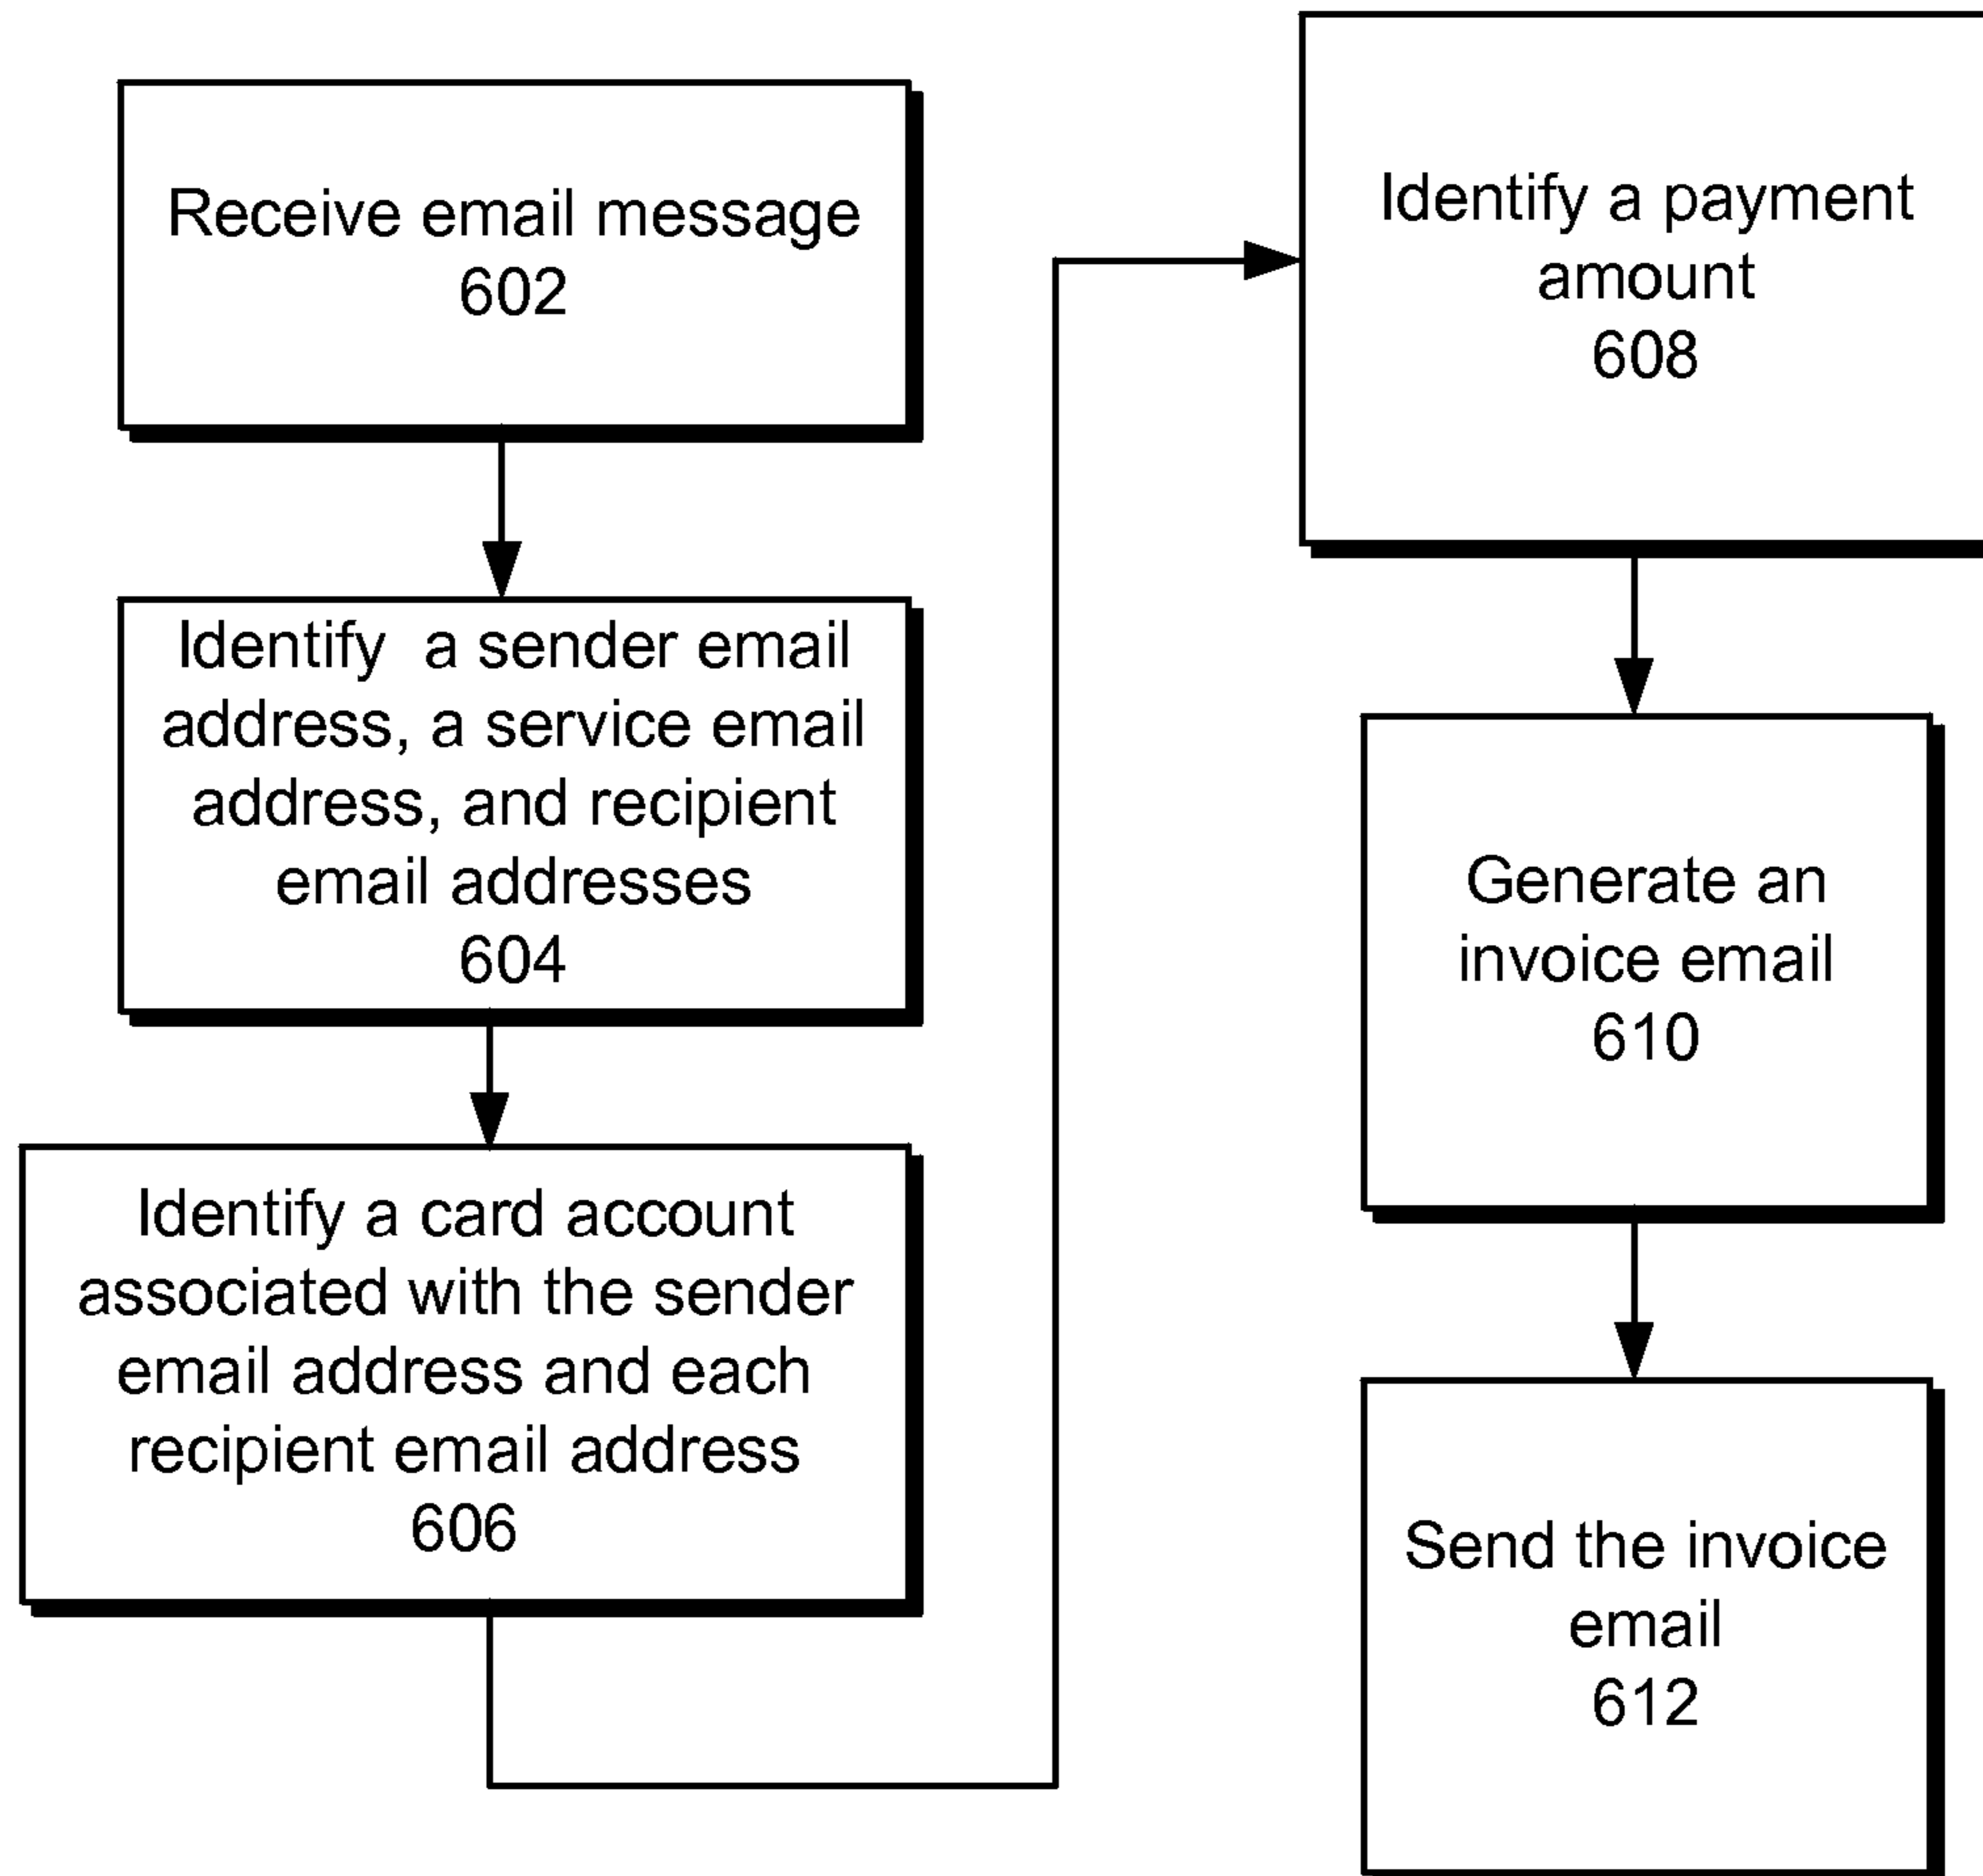 Receive email message
602
Identify a sender email
address, a service email
address, and recipient
email addresses
604
Identify a card account
associated with the sender
email address and each
recipient email address
606
Identify a payment
amount
608
Generate an
invoice email
610
Send the invoice
email
612